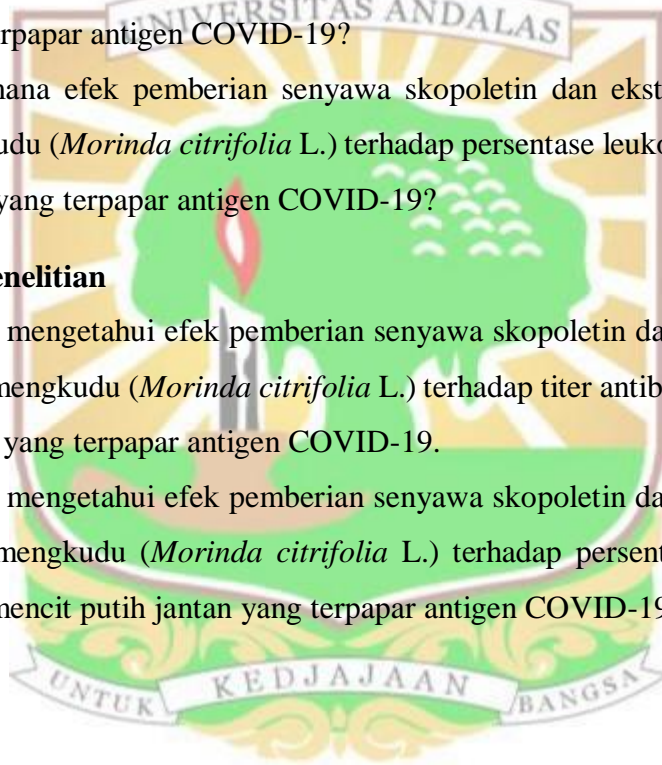 UNIVERSITAS ANDALAS
rpapar antigen COVID-19?
ana efek pemberian senyawa skopoletin dan ekst
udu (Morinda citrifolia L.) terhadap persentase leuko
yang terpapar antigen COVID-19?
enelitian
mengetahui efek pemberian senyawa skopoletin da
mengkudu (Morinda citrifolia L.) terhadap titer antib
yang terpapar antigen COVID-19.
mengetahui efek pemberian senyawa skopoletin da
mengkudu (Morinda citrifolia L.) terhadap persent
mencit putih jantan yang terpapar antigen COVID-19
UNTUK KEDJAJAAN BANGSA